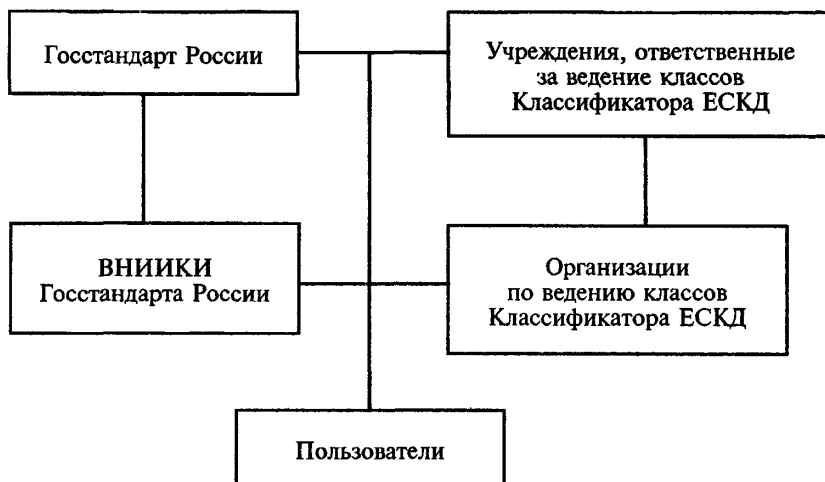 Госстандарт России
Учреждения, ответственные
за ведение классов
Классификатора ЕСКД
ВНИИКИ
Госстандарта России
Организации
по ведению классов
Классификатора ЕСКД
Пользователи